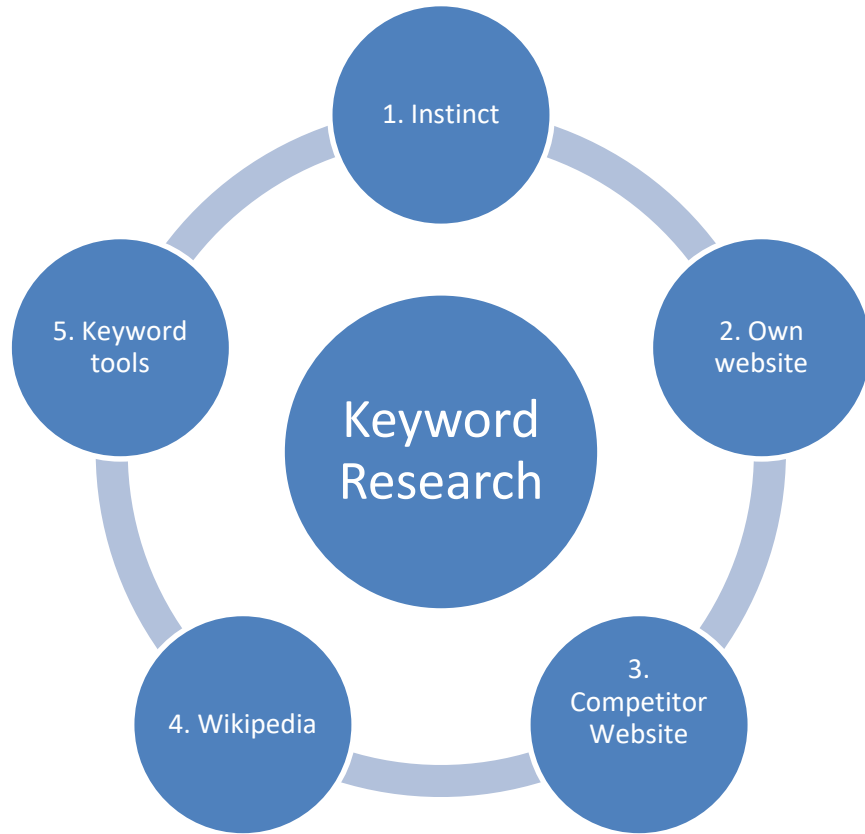 1. Instinct
2. Own
website
3.
Competitor
Website
4. Wikipedia
5. Keyword
tools
Keyword
Research